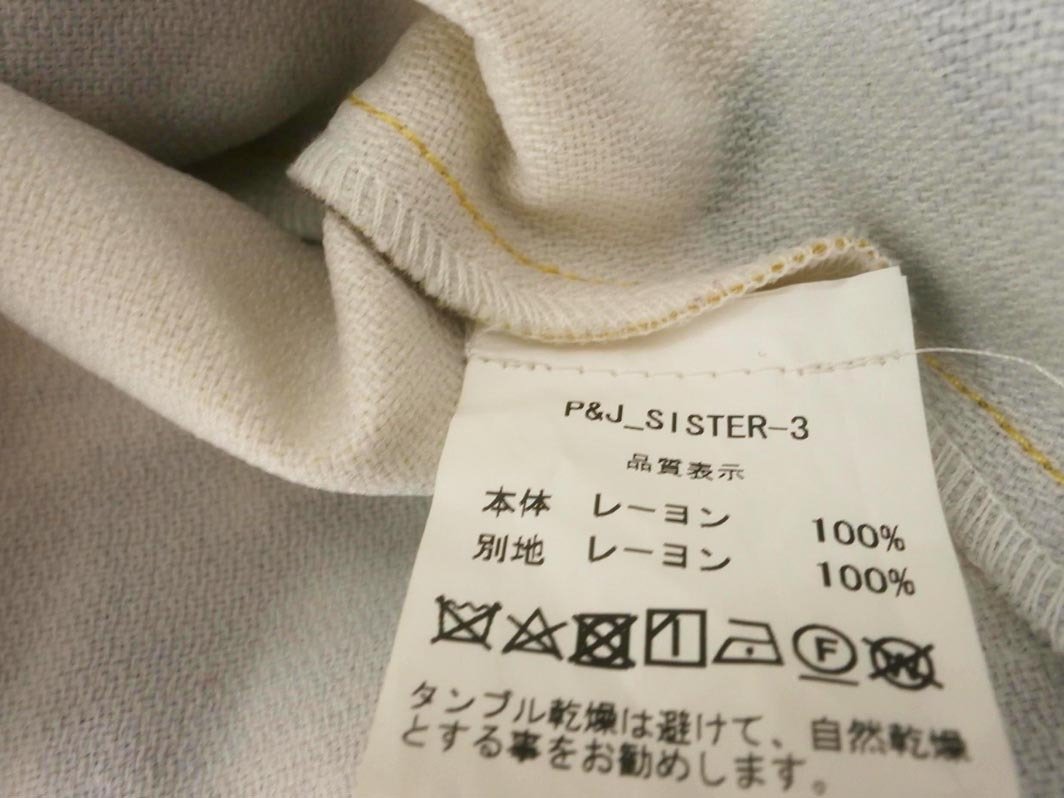 P&J_SISTER-3
品質表示
本体 レーヨン 100%
別地 レーヨン 100%
F W
タンブル乾燥は避けて、自然乾燥
とする事をお勧めします。